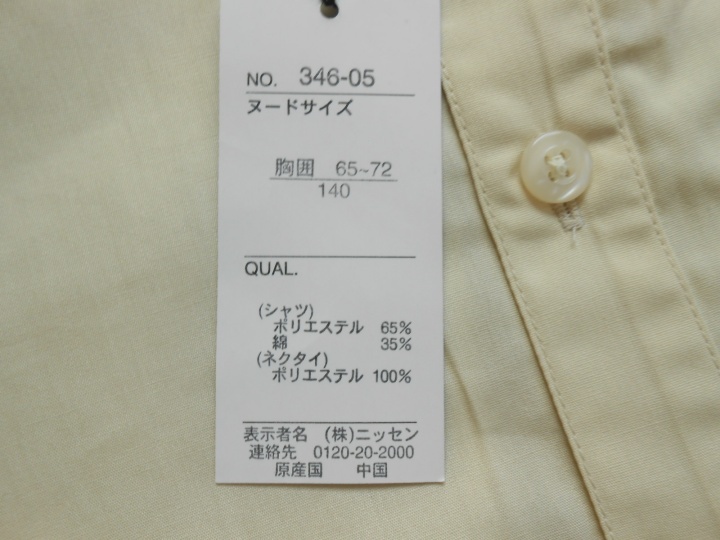 NO. 346-05
ヌードサイズ
胸囲 65~72
140
QUAL.
(シャツ)
ポリエステル 65%
綿 35%
(ネクタイ)
ポリエステル 100%
表示者名 (株)ニッセン
連絡先 0120-20-2000
原産国 中国